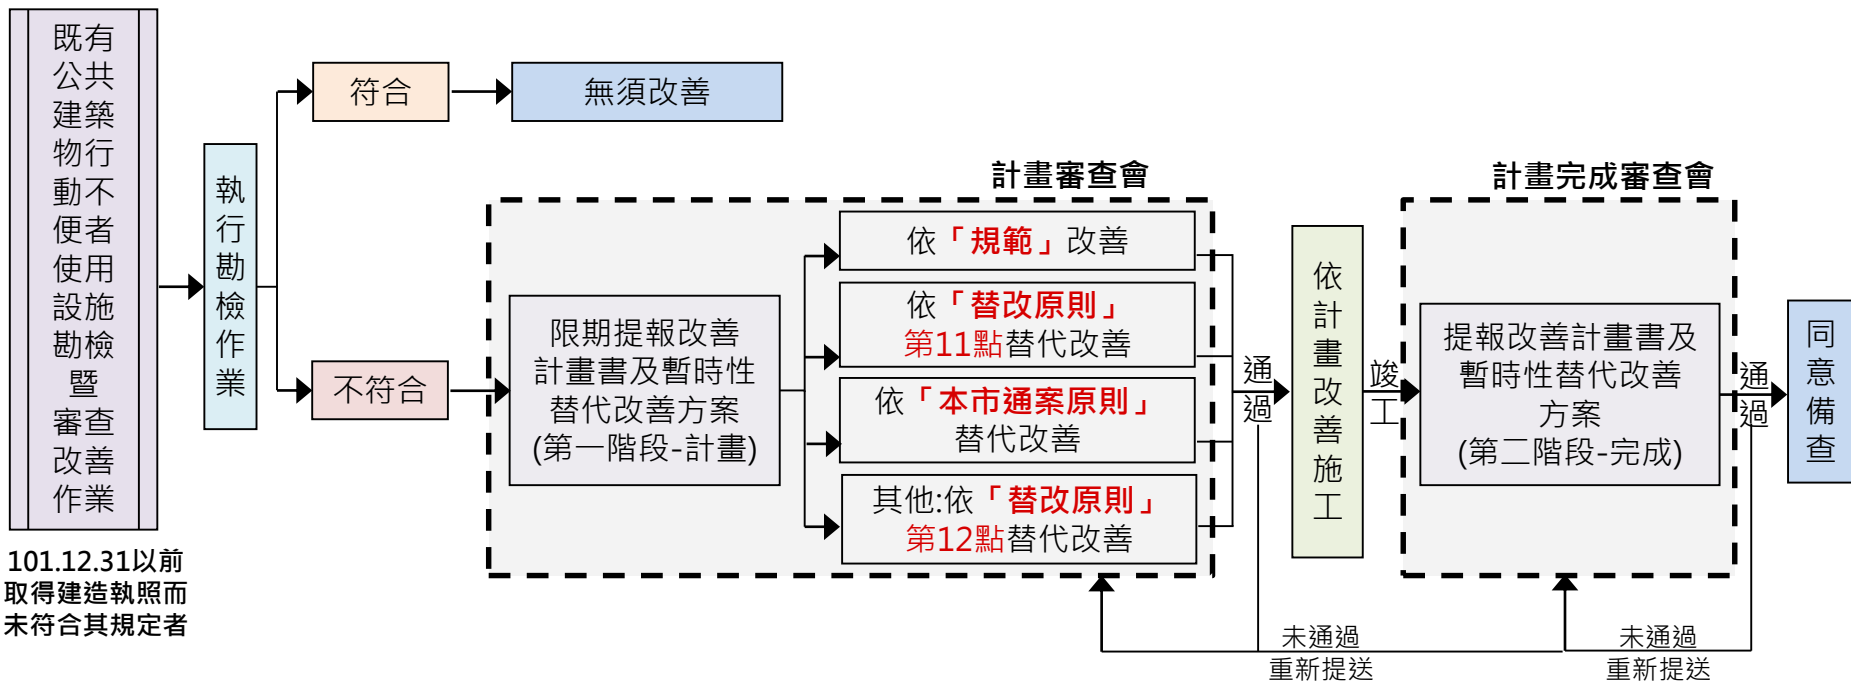 既有
公共
建築
物行
動不
便者
使用
設施
勘檢
暨
審查
改善
作業
101.12.31以前
取得建造執照而
未符合其規定者
執行勘檢作業
符合
無須改善
不符合
計畫審查會
限期提報改善
計畫書及暫時性
替代改善方案
(第一階段-計畫)
依「規範」改善
依「替改原則」
第11點替代改善
依「本市通案原則」
替代改善
其他:依「替改原則」
第12點替代改善
通過
未通過
重新提送
依計畫改善施工
竣工
計畫完成審查會
提報改善計畫書及
暫時性替代改善
方案
(第二階段-完成)
通過
未通過
重新提送
同意備查